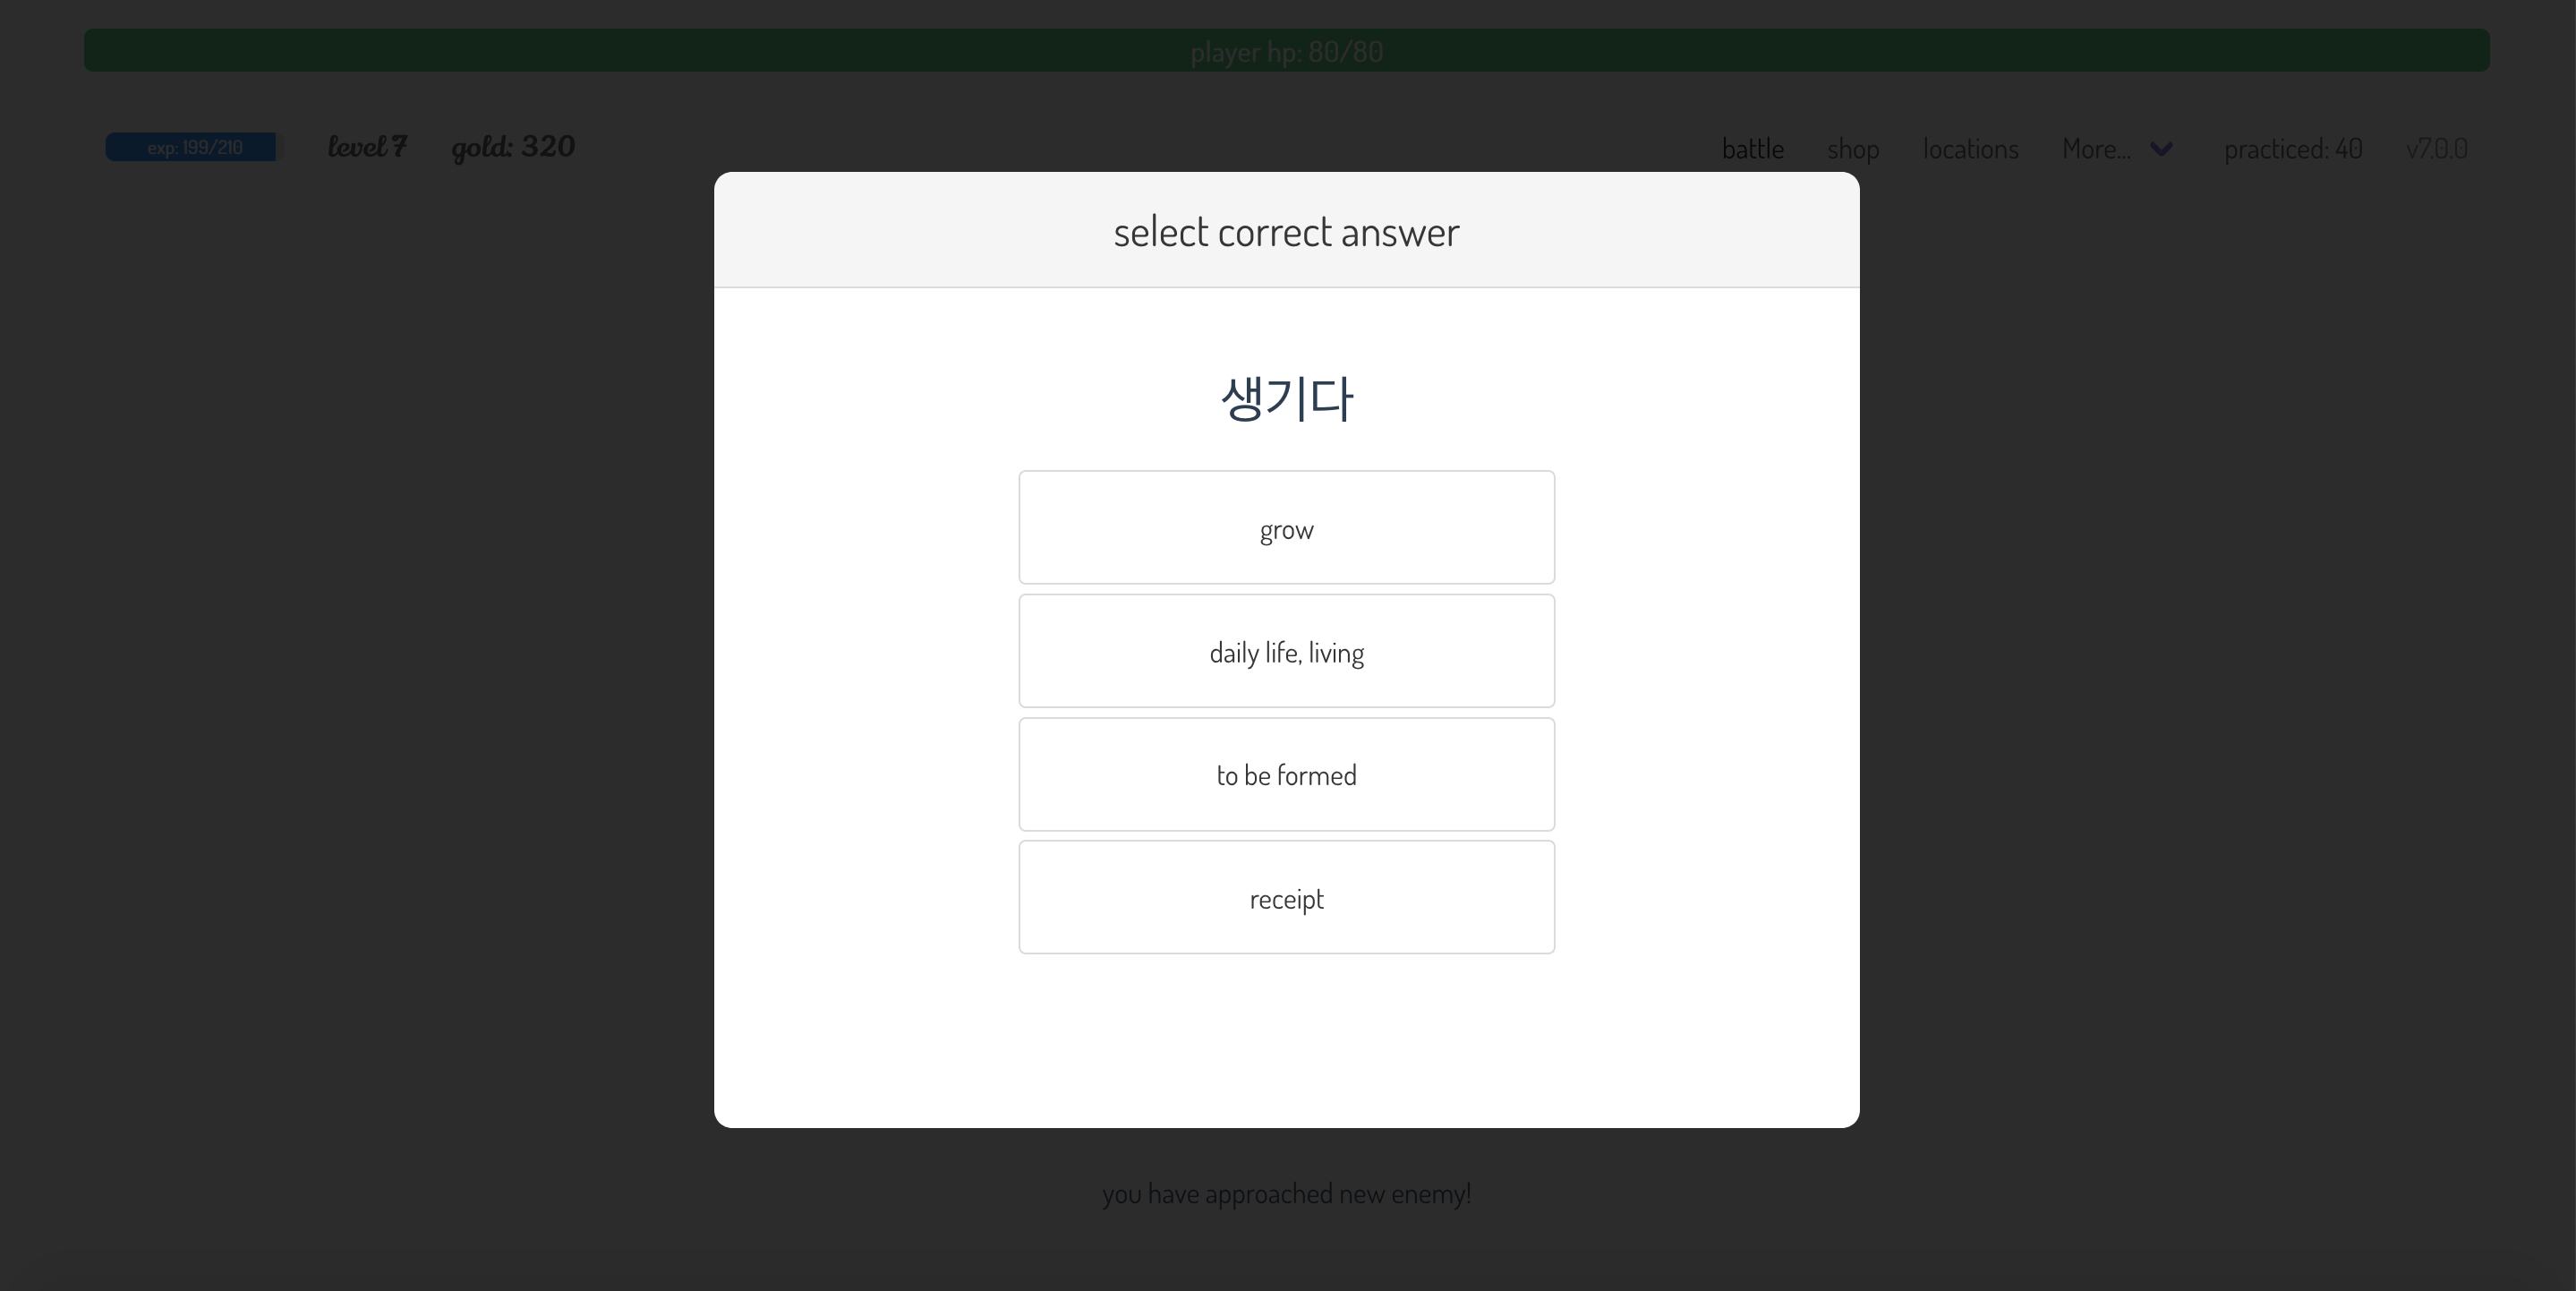 player hp: 80/80
exp: 199/210 level 7 gold: 320 battle shop locations More... practiced: 40 v7.0.0
select correct answer
생기다
grow
daily life, living
to be formed
receipt
you have approached new enemy!